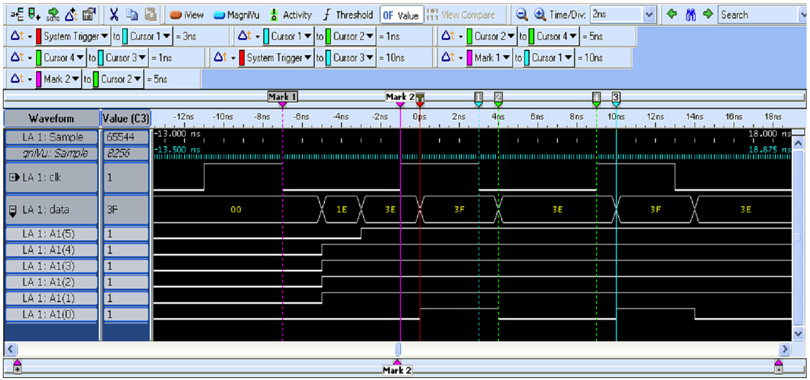 iView MagniVu Activity Threshold OF Value View Compare Time/Div: 2ns Search
Δt System Trigger to Cursor 1 = 3ns Δt Cursor 1 to Cursor 2 = 1ns Δt Cursor 2 to Cursor 4 = 5ns
Δt Cursor 4 to Cursor 3 = 1ns Δt System Trigger to Cursor 3 = 10ns Δt Mark 1 to Cursor 1 = 10ns
Δt Mark 2 to Cursor 2 = 5ns
Mark 1 Mark 2 1 2 3
Waveform Value (C3) -12ns -10ns -8ns -6ns -4ns -2ns 0ps 2ns 4ns 6ns 8ns 10ns 12ns 14ns 16ns 18ns
LA 1: Sample 65544 -13.000 ns 18.000 ns
gniVu: Sample 8256 -13.500 ns 18.875 ns
LA 1: clk 1
LA 1: data 3F 00 1E 3E 3F 3E 3F 3E
LA 1: A1(5) 1
LA 1: A1(4) 1
LA 1: A1(3) 1
LA 1: A1(2) 1
LA 1: A1(1) 1
LA 1: A1(0) 1
Mark 2